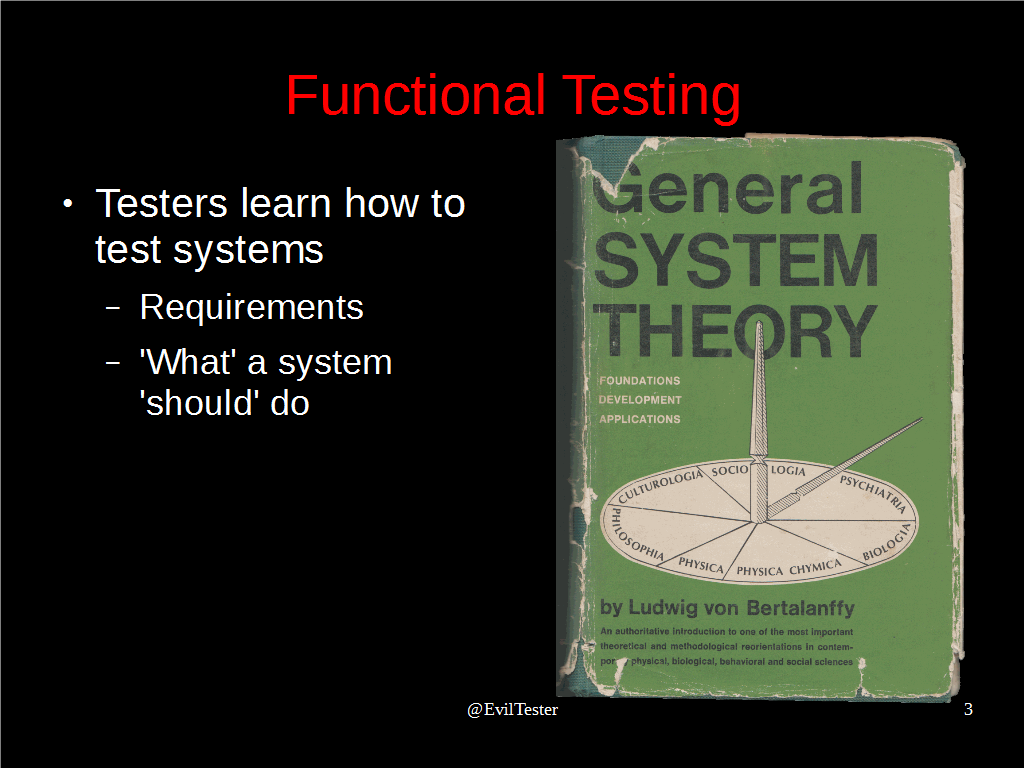 Functional Testing
• Testers learn how to
test systems
– Requirements
– 'What' a system
'should' do
General
SYSTEM
THEORY
FOUNDATIONS
DEVELOPMENT
APPLICATIONS
CULTUROLOGIA
SOCIO LOGIA
PSYCHIATRIA
PHILOSOPHIA
PHYSICA
PHYSICA CHYMICA
BIOLOGIA
by Ludwig von Bertalanffy
An authoritative introduction to one of the most important
theoretical and methodological reorientations in contem-
physical, biological, behavioral and social sciences
@EvilTester
3